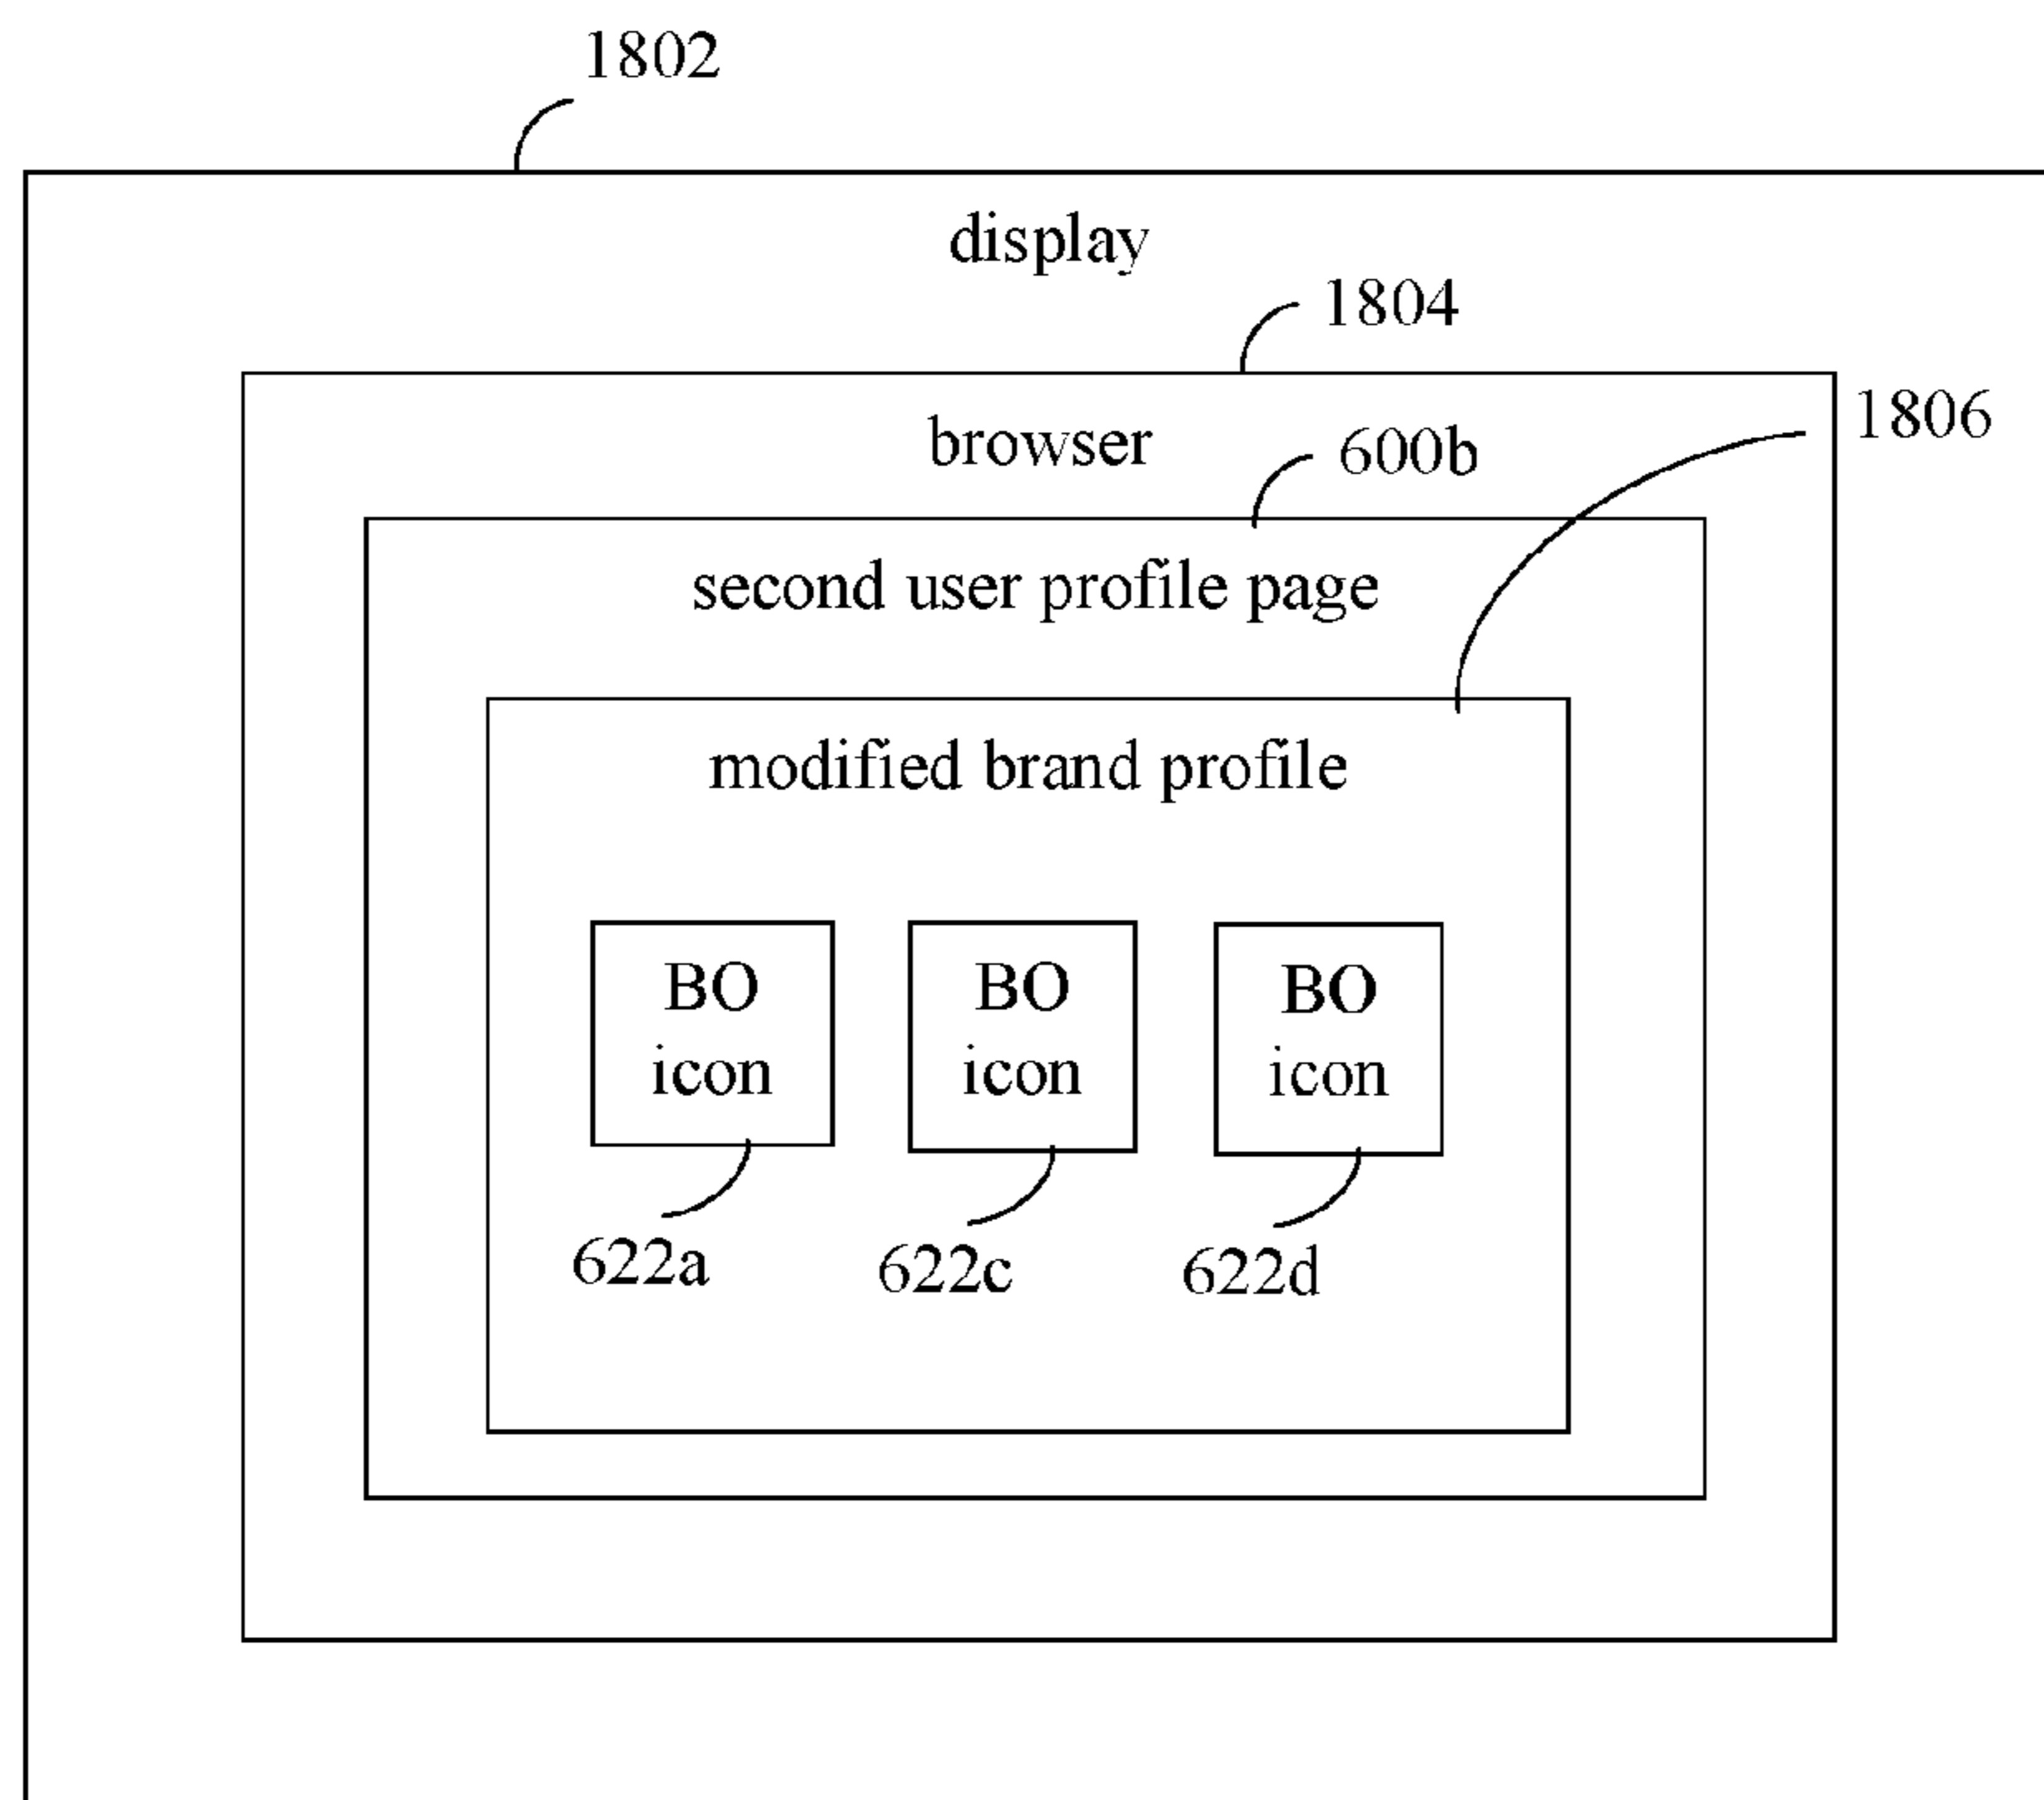 1802
display
1804
1806
browser
600b
second user profile page
modified brand profile
BO
icon
BO
icon
BO
icon
622a
622c
622d